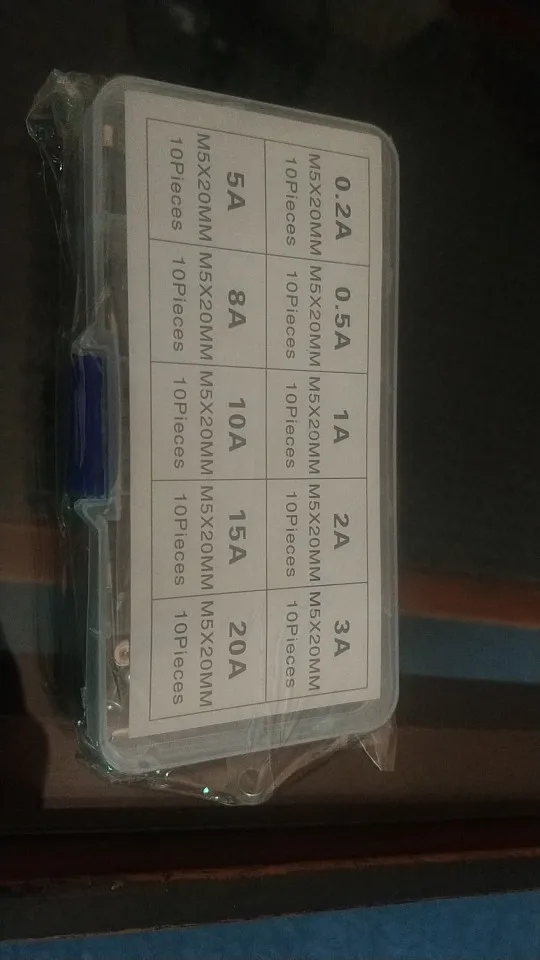 0.2A
M5X20MM
10Pieces
0.5A
M5X20MM
10Pieces
1A
M5X20MM
10Pieces
2A
M5X20MM
10Pieces
3A
M5X20MM
10Pieces
5A
M5X20MM
10Pieces
8A
M5X20MM
10Pieces
10A
M5X20MM
10Pieces
15A
M5X20MM
10Pieces
20A
M5X20MM
10Pieces